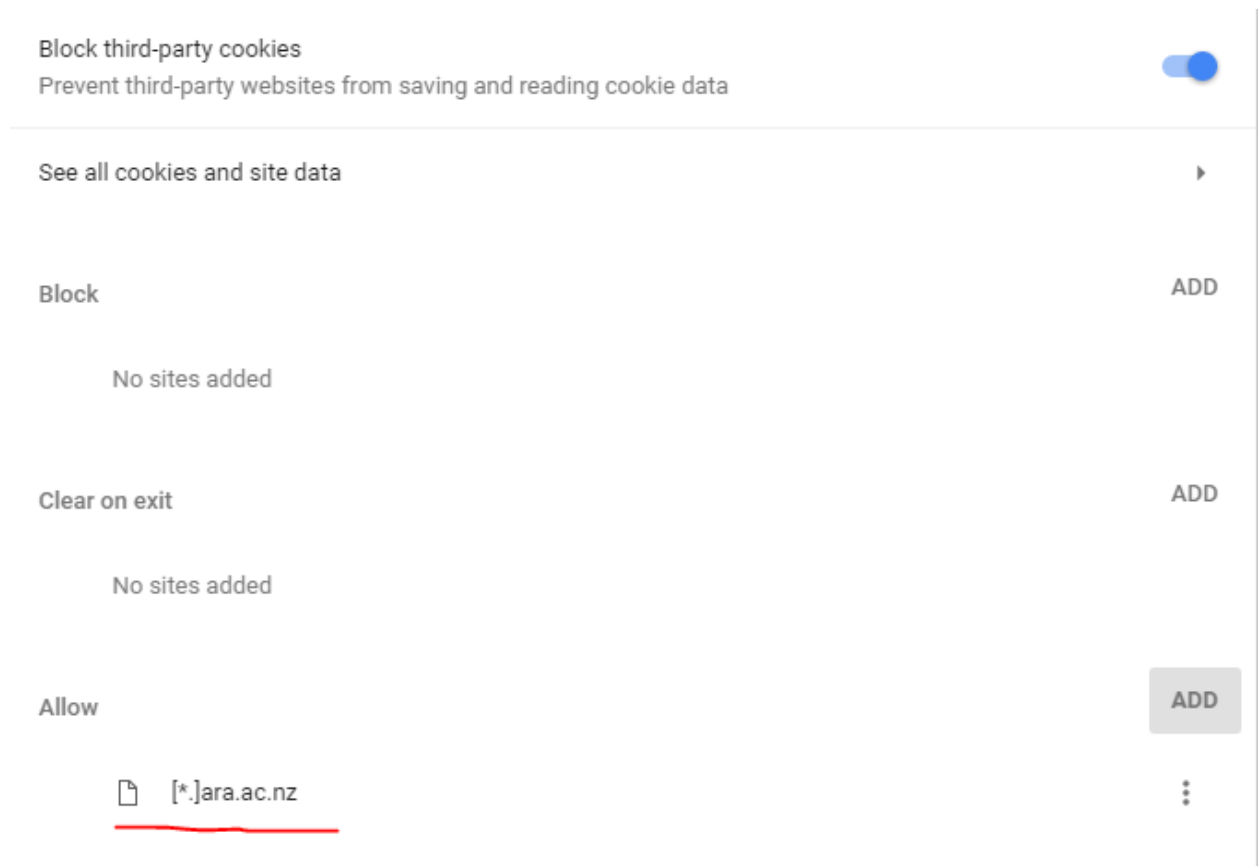 Block third-party cookies
Prevent third-party websites from saving and reading cookie data
See all cookies and site data
Block
ADD
No sites added
Clear on exit
ADD
No sites added
Allow
ADD
[*.]ara.ac.nz